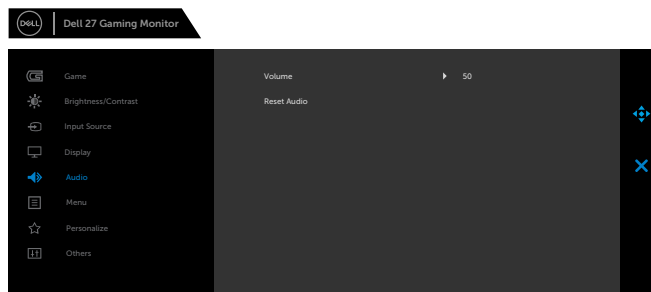 DELL
Dell 27 Gaming Monitor
Game
Volume
50
Brightness/Contrast
Reset Audio
Input Source
Display
Audio
Menu
Personalize
Others